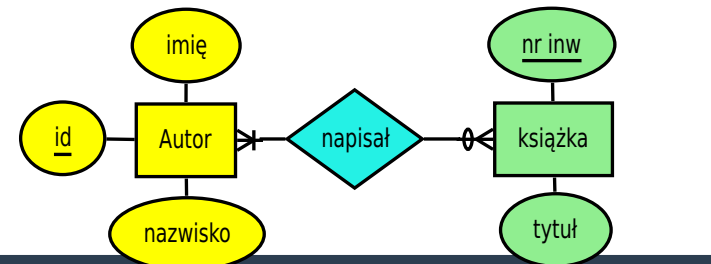 imię
nr inw
id
Autor
napisał
książka
nazwisko
tytuł